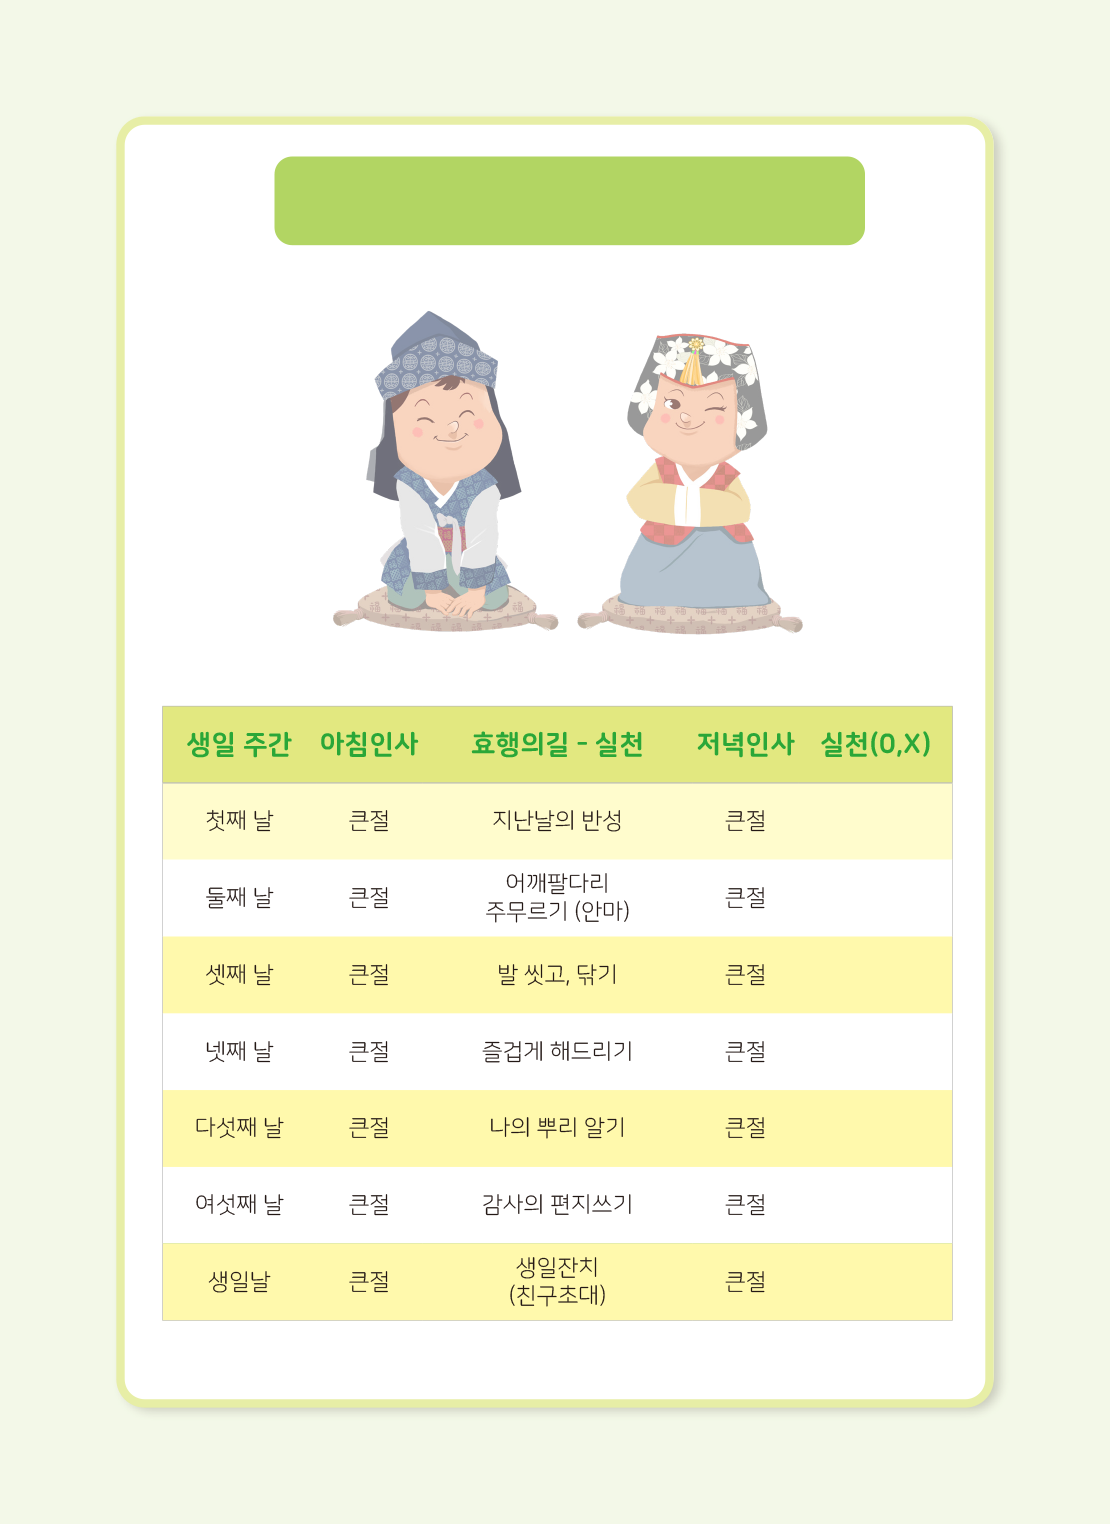 생일 주간 아침인사 효행의길 - 실천 저녁인사 실천(O,X)
첫째 날 큰절 지난날의 반성 큰절
둘째 날 큰절 어깨팔다리 큰절
주무르기 (안마)
셋째 날 큰절 발 씻고, 닦기 큰절
넷째 날 큰절 즐겁게 해드리기 큰절
다섯째 날 큰절 나의 뿌리 알기 큰절
여섯째 날 큰절 감사의 편지쓰기 큰절
생일날 큰절 생일잔치 큰절
(친구초대)